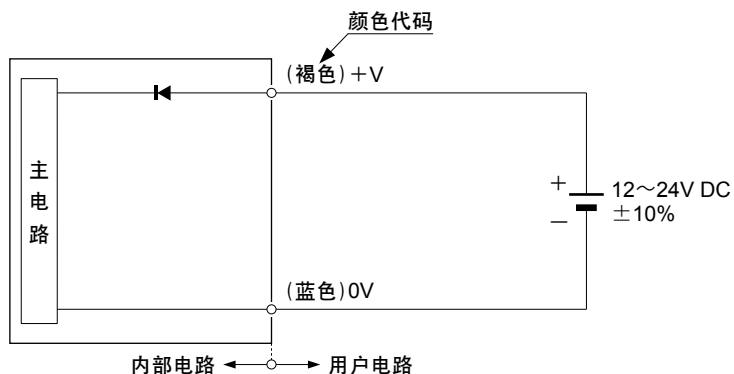 颜色代码
(褐色)+V
主电路
+
12～24V DC
－
±10%
(蓝色)0V
内部电路
用户电路